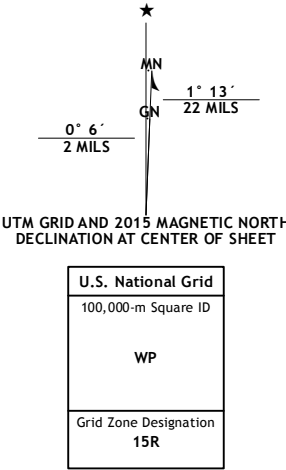 ★
MN
1° 13´
22 MILS
GN
0° 6´
2 MILS
UTM GRID AND 2015 MAGNETIC NORTH
DECLINATION AT CENTER OF SHEET
U.S. National Grid
100,000-m Square ID
WP
Grid Zone Designation
15R